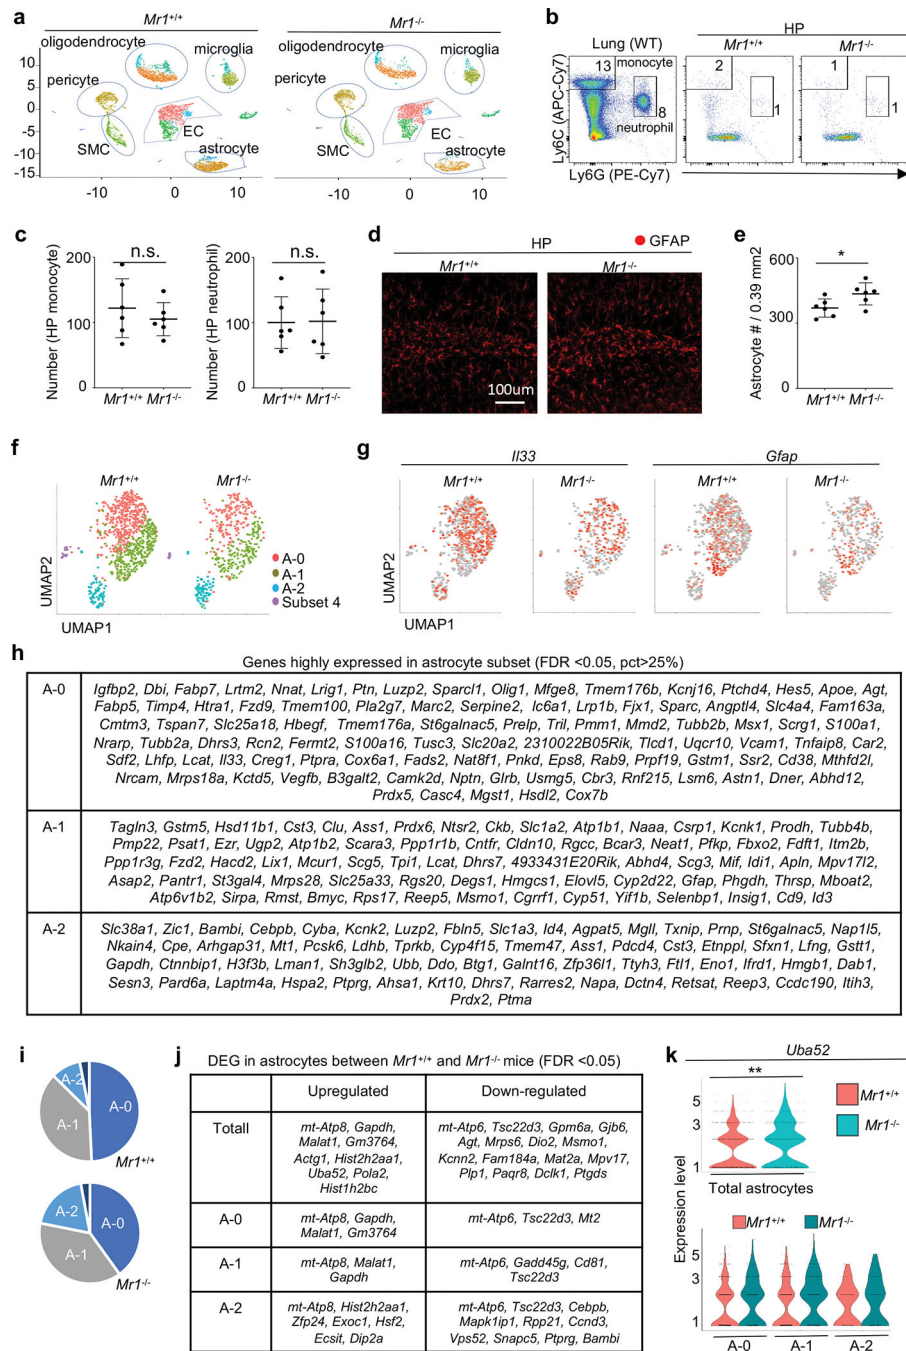 a
Mr1+/+
Mr1-/-
oligodendrocyte
microglia
pericyte
SMC
EC
astrocyte
oligodendrocyte
microglia
pericyte
SMC
EC
astrocyte
10
5
0
-5
-10
-15
-10
0
10
-10
0
10
b
HP
Lung (WT)
Mr1+/+
Mr1-/-
13
monocyte
8
neutrophil
2
1
1
1
Ly6C (APC-Cy7)
Ly6G (PE-Cy7)
c
Number (HP monocyte)
200
100
0
n.s.
Mr1+/+ Mr1-/-
Number (HP neutrophil)
200
100
0
n.s.
Mr1+/+ Mr1-/-
d
HP
GFAP
Mr1+/+
Mr1-/-
100um
e
Astrocyte # / 0.39 mm2
600
300
0
*
Mr1+/+ Mr1-/-
f
Mr1+/+
Mr1-/-
UMAP2
UMAP1
A-0
A-1
A-2
Subset 4
g
Il33
Gfap
Mr1+/+
Mr1-/-
Mr1+/+
Mr1-/-
UMAP2
UMAP1
h
Genes highly expressed in astrocyte subset (FDR <0.05, pct>25%)
A-0
Igfbp2, Dbi, Fabp7, Lrtm2, Nnat, Lrig1, Ptn, Luzp2, Sparcl1, Olig1, Mfge8, Tmem176b, Kcnj16, Ptchd4, Hes5, Apoe, Agt,
Fabp5, Timp4, Htra1, Fzd9, Tmem100, Pla2g7, Marc2, Serpine2, Ic6a1, Lrp1b, Fjx1, Sparc, Angptl4, Slc4a4, Fam163a,
Cmtm3, Tspan7, Slc25a18, Hbegf, Tmem176a, St6galnac5, Prelp, Tril, Pmm1, Mmd2, Tubb2b, Msx1, Scrg1, S100a1,
Nrarp, Tubb2a, Dhrs3, Rcn2, Fermt2, S100a16, Tusc3, Slc20a2, 2310022B05Rik, Tlcd1, Uqcr10, Vcam1, Tnfaip8, Car2,
Sdf2, Lhfp, Lcat, Il33, Creg1, Ptpra, Cox6a1, Fads2, Nat8f1, Pnkd, Eps8, Rab9, Prpf19, Gstm1, Ssr2, Cd38, Mthfd2l,
Nrcam, Mrps18a, Kctd5, Vegfb, B3galt2, Camk2d, Nptn, Glrb, Usmg5, Cbr3, Rnf215, Lsm6, Astn1, Dner, Abhd12,
Prdx5, Casc4, Mgst1, Hsdl2, Cox7b
A-1
Tagln3, Gstm5, Hsd11b1, Cst3, Clu, Ass1, Prdx6, Ntsr2, Ckb, Slc1a2, Atp1b1, Naaa, Csrp1, Kcnk1, Prodh, Tubb4b,
Pmp22, Psat1, Ezr, Ugp2, Atp1b2, Scara3, Ppp1r1b, Cntfr, Cldn10, Rgcc, Bcar3, Neat1, Pfkp, Fbxo2, Fdft1, Itm2b,
Ppp1r3g, Fzd2, Hacd2, Lix1, Mcur1, Scg5, Tpi1, Lcat, Dhrs7, 4933431E20Rik, Abhd4, Scg3, Mif, Idi1, Apln, Mpv17l2,
Asap2, Pantr1, St3gal4, Mrps28, Slc25a33, Rgs20, Degs1, Hmgcs1, Elovl5, Cyp2d22, Gfap, Phgdh, Thrsp, Mboat2,
Atp6v1b2, Sirpa, Rmst, Bmyc, Rps17, Reep5, Msmo1, Cgrrf1, Cyp51, Yif1b, Selenbp1, Insig1, Cd9, Id3
A-2
Slc38a1, Zic1, Bambi, Cebpb, Cyba, Kcnk2, Luzp2, Fbln5, Slc1a3, Id4, Agpat5, Mgll, Txnip, Prnp, St6galnac5, Nap1l5,
Nkain4, Cpe, Arhgap31, Mt1, Pcsk6, Ldhb, Tprkb, Cyp4f15, Tmem47, Ass1, Pdcd4, Cst3, Etnppl, Sfxn1, Lfng, Gstt1,
Gapdh, Ctnnbip1, H3f3b, Lman1, Sh3glb2, Ubb, Ddo, Btg1, Galnt16, Zfp36l1, Ttyh3, Ftl1, Eno1, Ifrd1, Hmgb1, Dab1,
Sesn3, Pard6a, Laptm4a, Hspa2, Ptprg, Ahsa1, Krt10, Dhrs7, Rarres2, Napa, Dctn4, Retsat, Reep3, Ccdc190, Itih3,
Prdx2, Ptma
i
A-2
A-0
A-1
Mr1+/+
A-2
A-0
A-1
Mr1-/-
j
DEG in astrocytes between Mr1+/+ and Mr1-/- mice (FDR <0.05)
Upregulated
Down-regulated
Totall
mt-Atp8, Gapdh,
Malat1, Gm3764,
Actg1, Hist2h2aa1,
Uba52, Pola2,
Hist1h2bc
mt-Atp6, Tsc22d3, Gpm6a, Gjb6,
Agt, Mrps6, Dio2, Msmo1,
Kcnn2, Fam184a, Mat2a, Mpv17,
Plp1, Paqr8, Dclk1, Ptgds
A-0
mt-Atp8, Gapdh,
Malat1, Gm3764
mt-Atp6, Tsc22d3, Mt2
A-1
mt-Atp8, Malat1,
Gapdh
mt-Atp6, Gadd45g, Cd81,
Tsc22d3
A-2
mt-Atp8, Hist2h2aa1,
Zfp24, Exoc1, Hsf2,
Ecsit, Dip2a
mt-Atp6, Tsc22d3, Cebpb,
Mapk1ip1, Rpp21, Ccnd3,
Vps52, Snapc5, Ptprg, Bambi
k
Uba52
**
5
3
1
Mr1+/+
Mr1-/-
Total astrocytes
Expression level
Mr1+/+
Mr1-/-
5
3
1
A-0
A-1
A-2